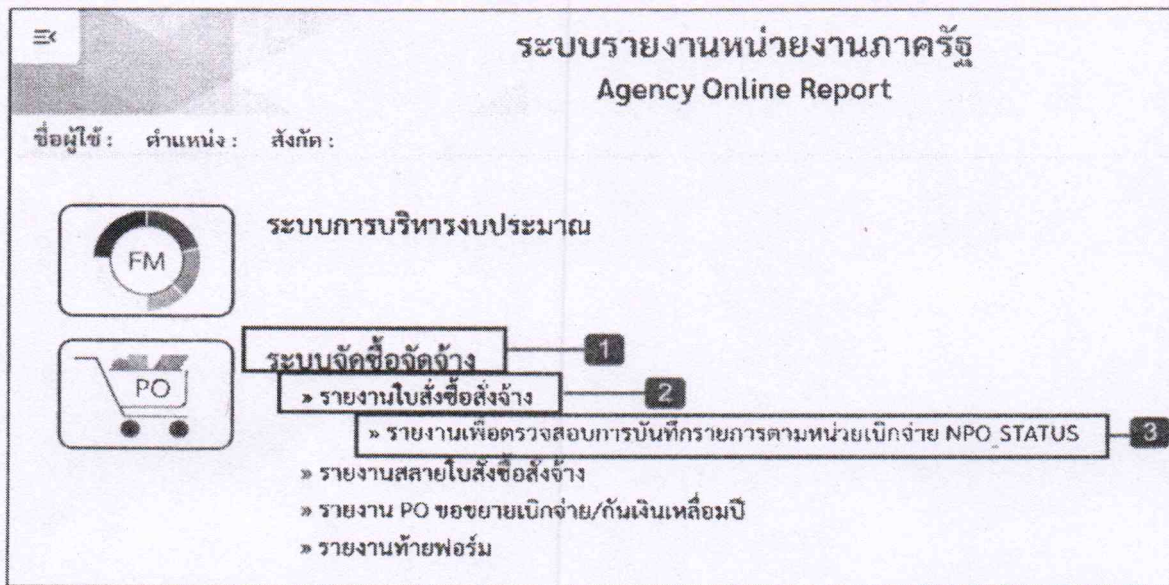 ระบบรายงานหน่วยงานภาครัฐ
Agency Online Report
ชื่อผู้ใช้ : ตำแหน่ง : สังกัด :
FM
ระบบการบริหารงบประมาณ
ระบบจัดซื้อจัดจ้าง 1
PO
» รายงานใบสั่งซื้อสั่งจ้าง 2
» รายงานเพื่อตรวจสอบการบันทึกรายการตามหน่วยเบิกจ่าย NPO_STATUS 3
» รายงานสลายใบสั่งซื้อสั่งจ้าง
» รายงาน PO ขอขยายเบิกจ่าย/กันเงินเหลื่อมปี
» รายงานท้ายฟอร์ม